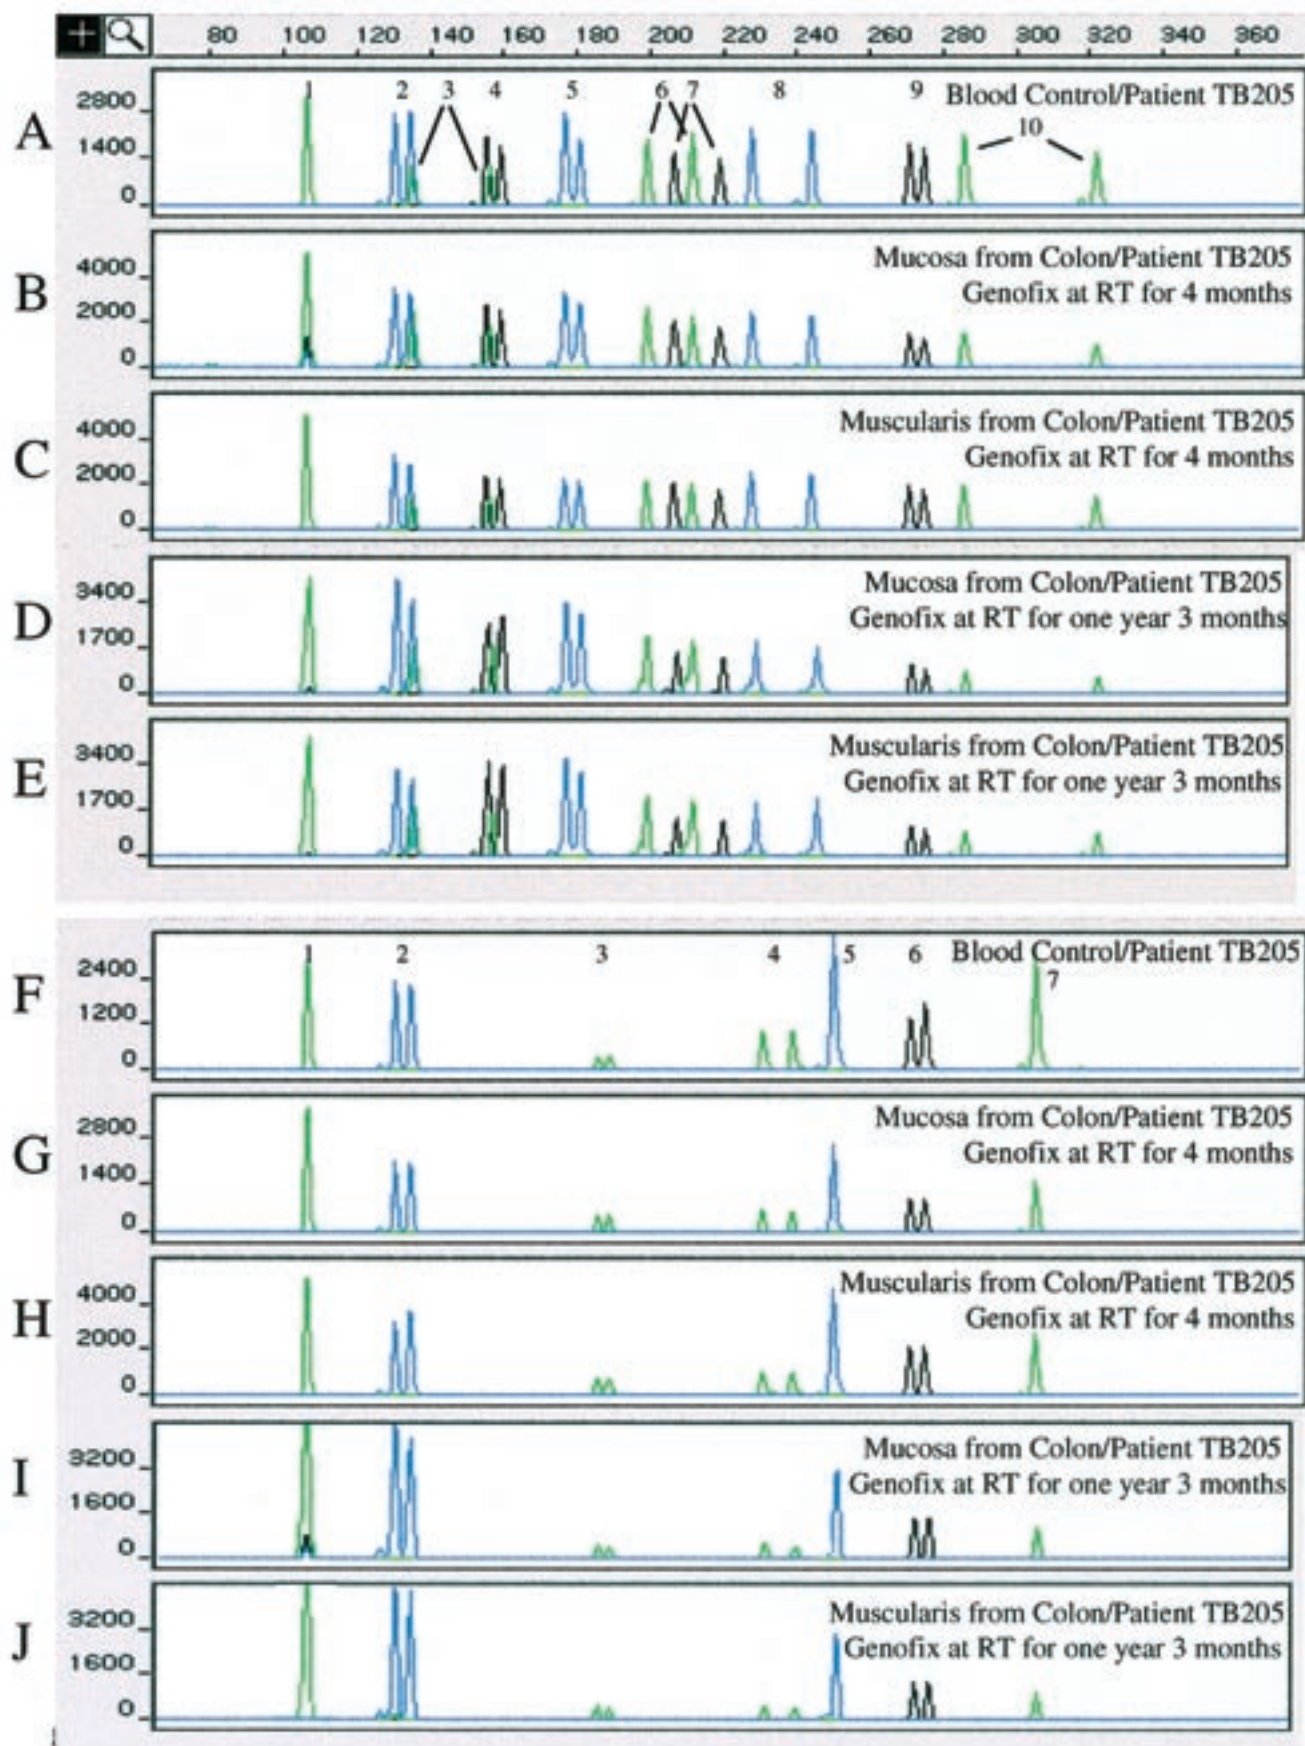 80 100 120 140 160 180 200 220 240 260 280 300 320 340 360
A
2800
1400
0
1 2 3 4 5 6 7 8 9 10
Blood Control/Patient TB205
B
4000
2000
0
Mucosa from Colon/Patient TB205
Genofix at RT for 4 months
C
4000
2000
0
Muscularis from Colon/Patient TB205
Genofix at RT for 4 months
D
3400
1700
0
Mucosa from Colon/Patient TB205
Genofix at RT for one year 3 months
E
3400
1700
0
Muscularis from Colon/Patient TB205
Genofix at RT for one year 3 months
F
2400
1200
0
1 2 3 4 5 6 7
Blood Control/Patient TB205
G
2800
1400
0
Mucosa from Colon/Patient TB205
Genofix at RT for 4 months
H
4000
2000
0
Muscularis from Colon/Patient TB205
Genofix at RT for 4 months
I
3200
1600
0
Mucosa from Colon/Patient TB205
Genofix at RT for one year 3 months
J
3200
1600
0
Muscularis from Colon/Patient TB205
Genofix at RT for one year 3 months